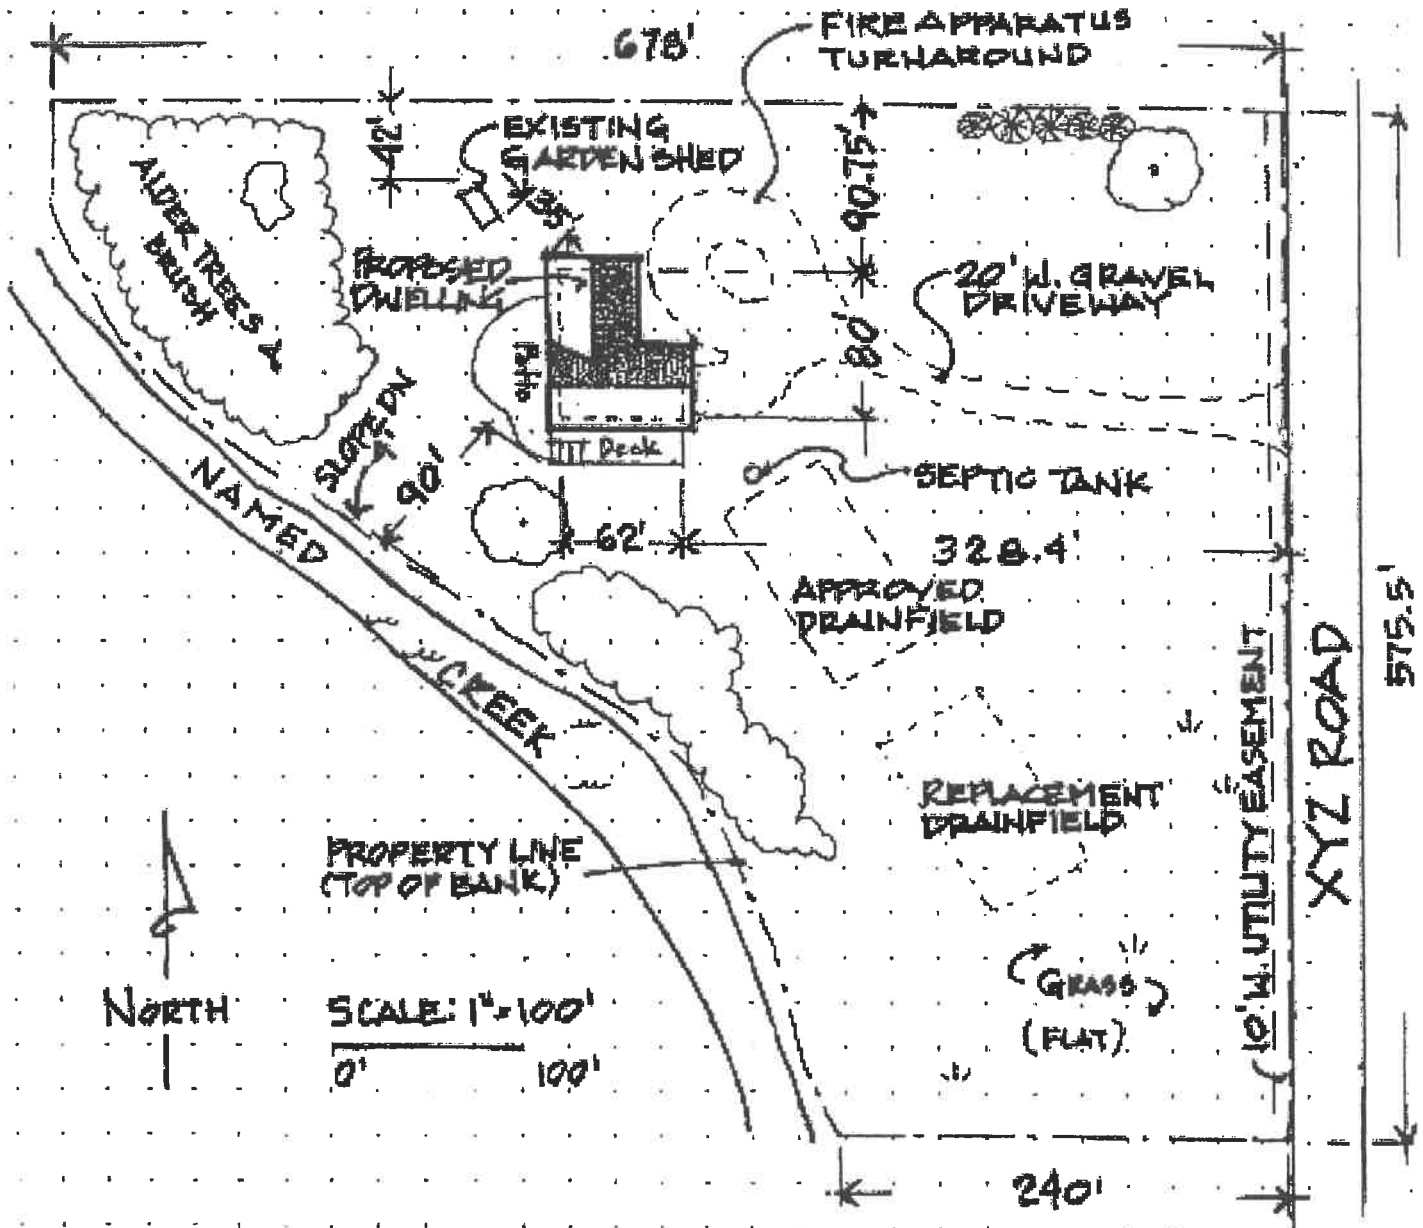 678'
FIRE APPARATUS
TURNAROUND
42'
EXISTING
GARDEN SHED
35'
90.75'
ALDER TREES &
BRUSH
PROPOSED
DWELLING
20' W. GRAVEL
DRIVEWAY
80'
Patio
SLOPE DN
90'
Deck
SEPTIC TANK
NAMED
CREEK
62'
328.4'
APPROVED
DRAINFIELD
575.5'
XYZ ROAD
10' W. UTILITY EASEMENT
REPLACEMENT
DRAINFIELD
PROPERTY LINE
(TOP OF BANK)
GRASS
(FLAT)
NORTH
SCALE: 1"=100'
0' 100'
240'